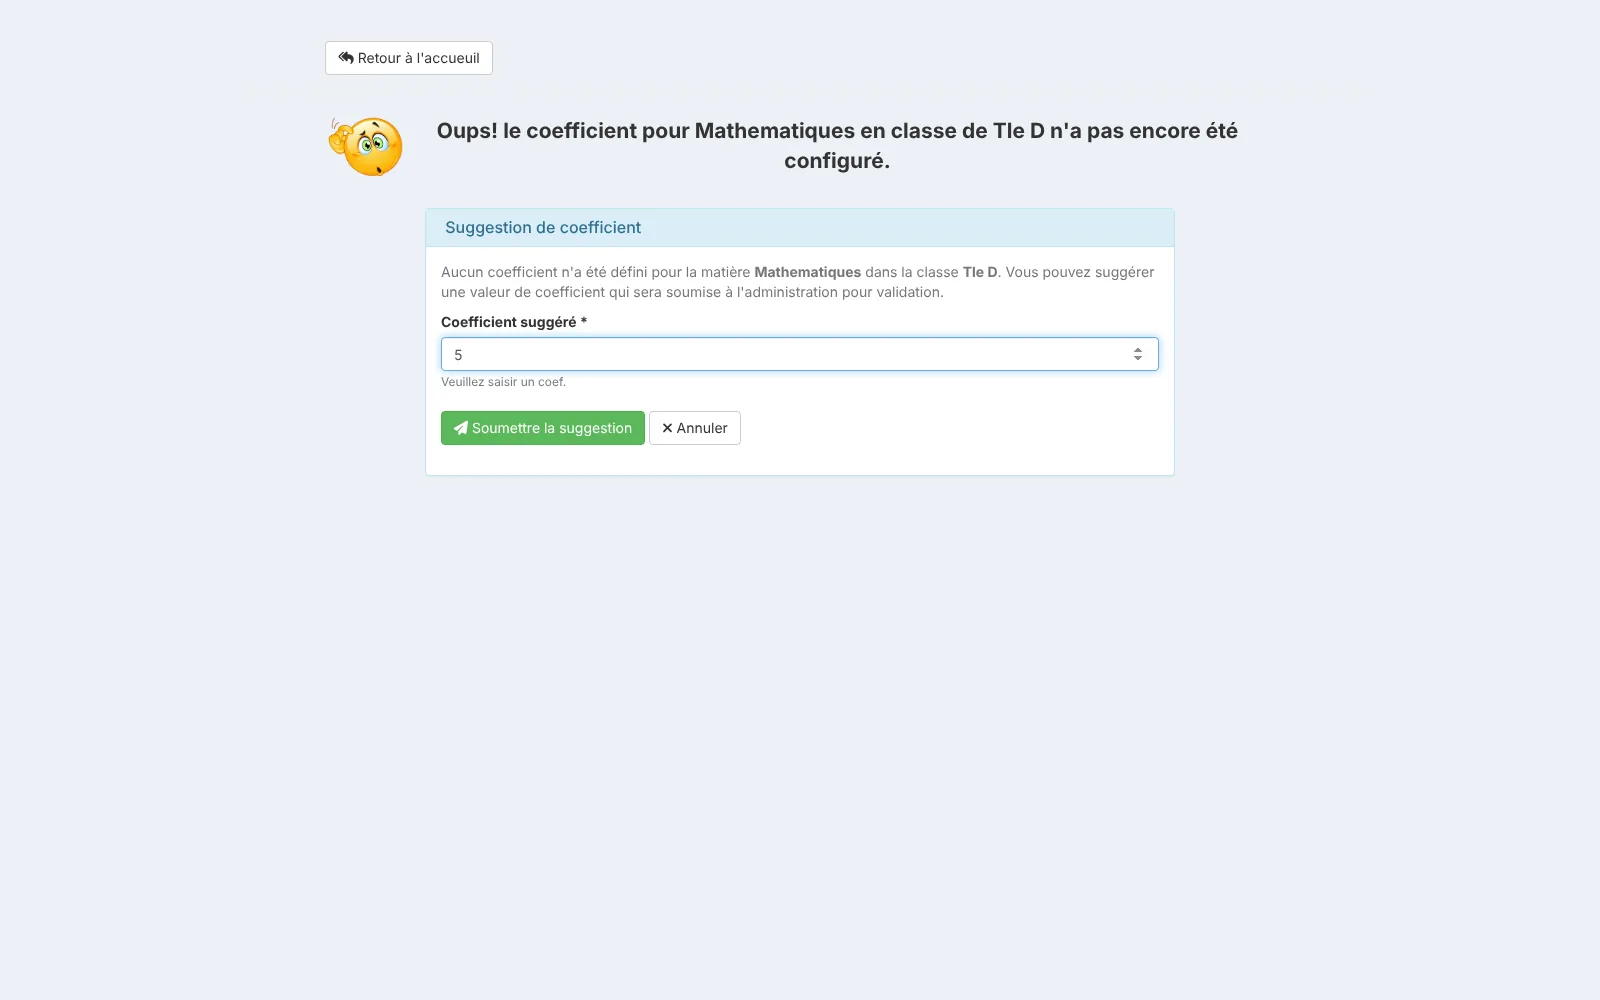 Retour à l'accueuil
Oups! le coefficient pour Mathematiques en classe de Tle D n'a pas encore été
configuré.
Suggestion de coefficient
Aucun coefficient n'a été défini pour la matière Mathematiques dans la classe Tle D. Vous pouvez suggérer
une valeur de coefficient qui sera soumise à l'administration pour validation.
Coefficient suggéré *
5
Veuillez saisir un coef.
Soumettre la suggestion
Annuler